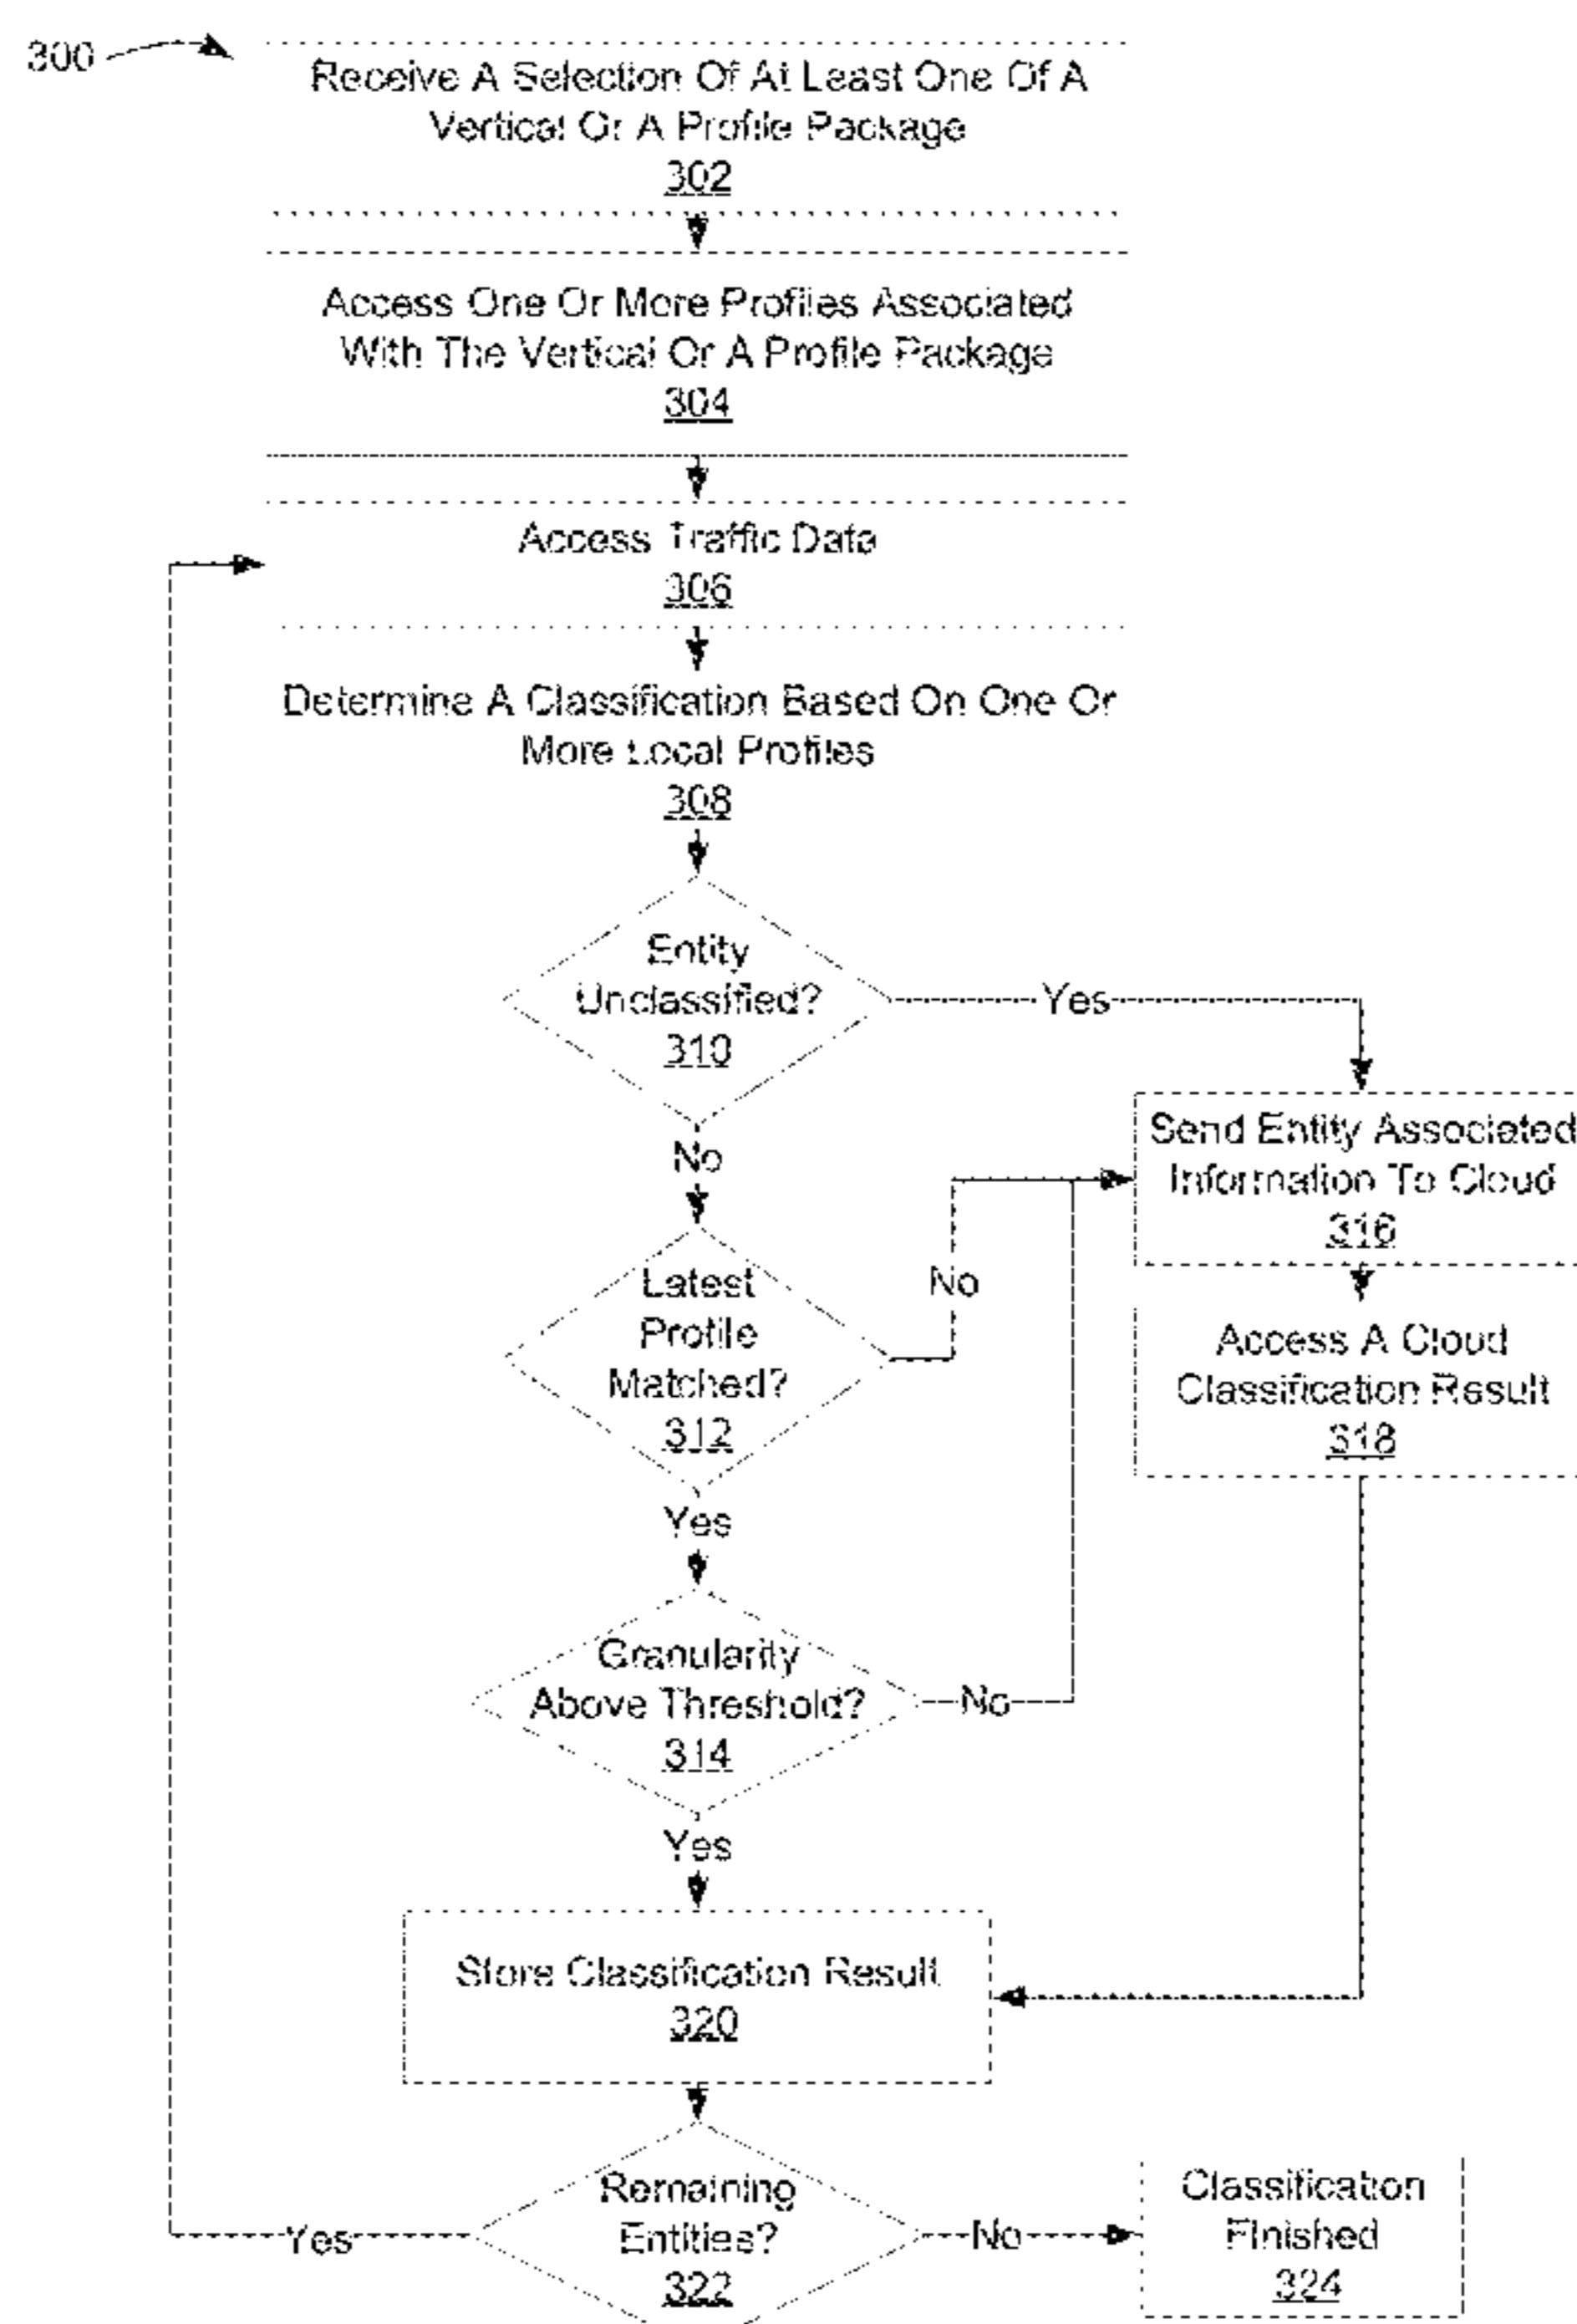 300
Receive A Selection Of At Least One Of A
Vertical Or A Profile Package
302
Access One Or More Profiles Associated
With The Vertical Or A Profile Package
304
Access Traffic Data
306
Determine A Classification Based On One Or
More Local Profiles
308
Entity
Unclassified?
310
Yes
No
Send Entity Associated
Information To Cloud
316
Latest
Profile
Matched?
312
No
Access A Cloud
Classification Result
318
Yes
Granularity
Above Threshold?
314
No
Yes
Store Classification Result
320
Remaining
Entities?
322
Yes
No
Classification
Finished
324